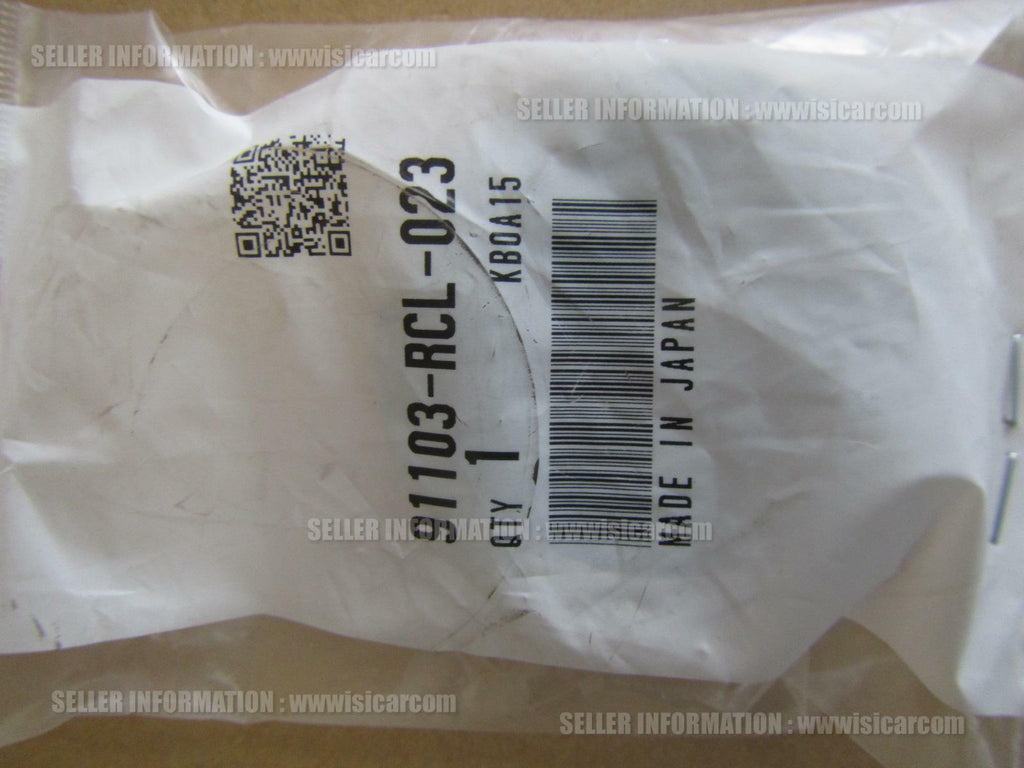 SELLER INFORMATION : wwwisicarcom
SELLER INFORMATION : wwwisicarcom
91103-RCL-023
QTY 1 KBOA15
MADE IN JAPAN
SELLER INFORMATION : wwwisicarcom
SELLER INFORMATION : wwwisicarcom
SELLER INFORMATION : wwwisicarcom